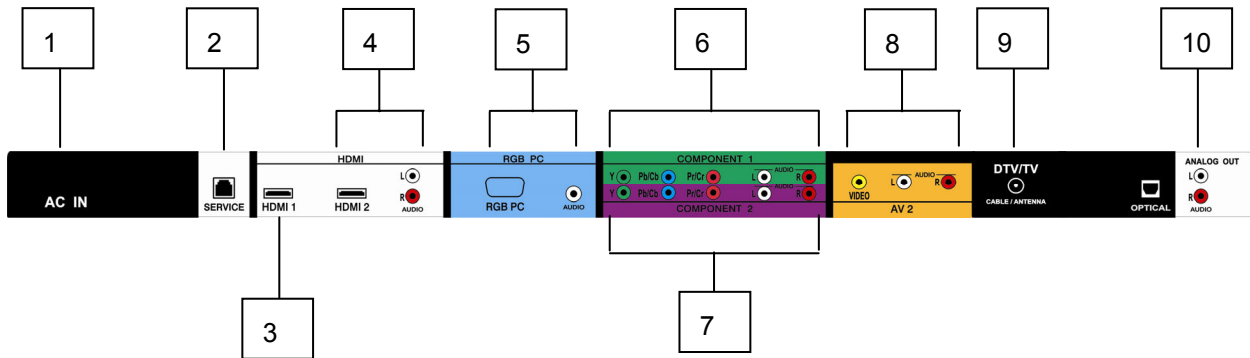 1
2
4
5
6
8
9
10
AC IN
SERVICE
HDMI
HDMI 1
HDMI 2
L
R
AUDIO
RGB PC
RGB PC
AUDIO
COMPONENT 1
Y Pb/Cb Pr/Cr L AUDIO R
Y Pb/Cb Pr/Cr L AUDIO R
COMPONENT 2
VIDEO L AUDIO R
AV 2
DTV/TV
CABLE / ANTENNA
OPTICAL
ANALOG OUT
L
R
AUDIO
3
7